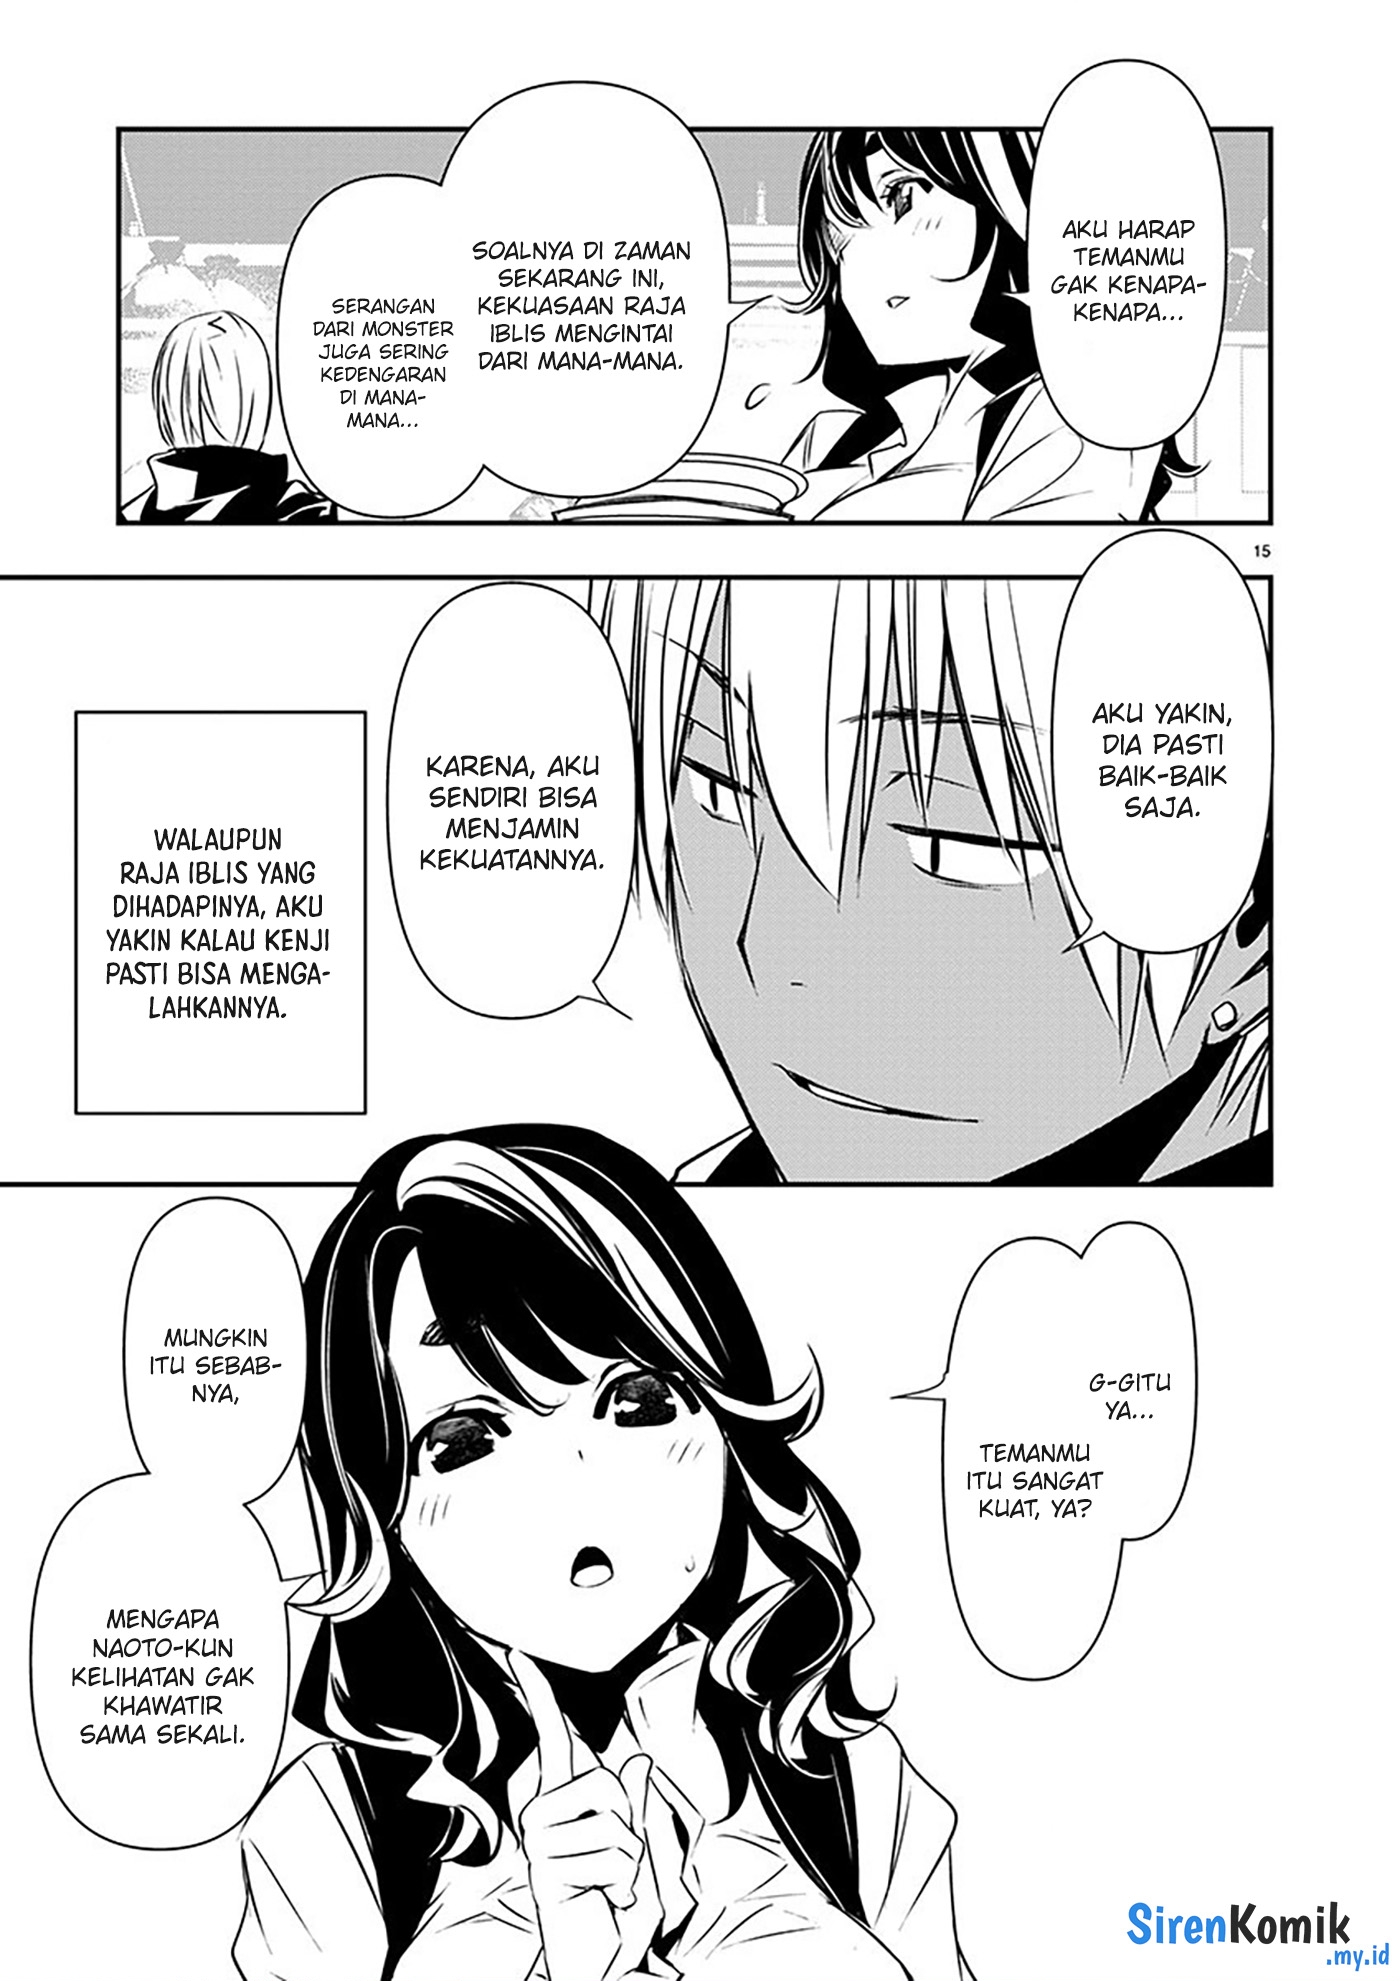 AKU HARAP
TEMANMU
GAK KENAPA-
KENAPA...
SOALNYA DI ZAMAN
SEKARANG INI,
KEKUASAAN RAJA
IBLIS MENGINTAI
DARI MANA-MANA.
SERANGAN
DARI MONSTER
JUGA SERING
KEDENGARAN
DI MANA-
MANA...
15
AKU YAKIN,
DIA PASTI
BAIK-BAIK
SAJA.
KARENA, AKU
SENDIRI BISA
MENJAMIN
KEKUATANNYA.
WALAUPUN
RAJA IBLIS YANG
DIHADAPINYA, AKU
YAKIN KALAU KENJI
PASTI BISA MENGA-
LAHKANNYA.
G-GITU
YA...
TEMANMU
ITU SANGAT
KUAT, YA?
MUNGKIN
ITU SEBAB-
NYA,
MENGAPA
NAOTO-KUN
KELIHATAN GAK
KHAWATIR
SAMA SEKALI.
SirenKomik
.my.id